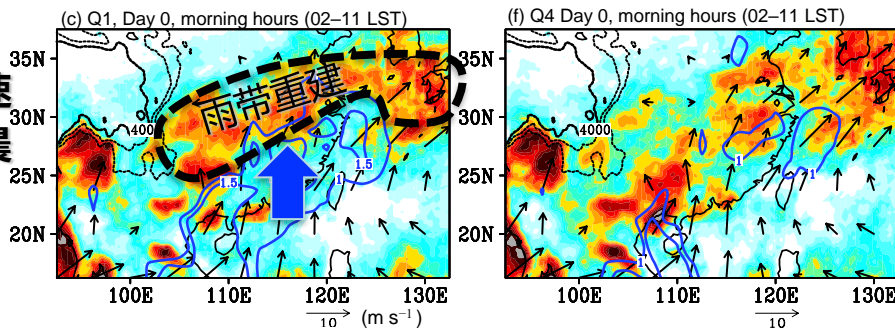 (c) Q1, Day 0, morning hours (02–11 LST)
(f) Q4 Day 0, morning hours (02–11 LST)
35N
30N
25N
20N
400
雨带重建
1.5
1.5
1
100E
110E
120E
130E
10
(m s⁻¹)
35N
30N
25N
20N
4000
1
1
1
100E
110E
120E
130E
10